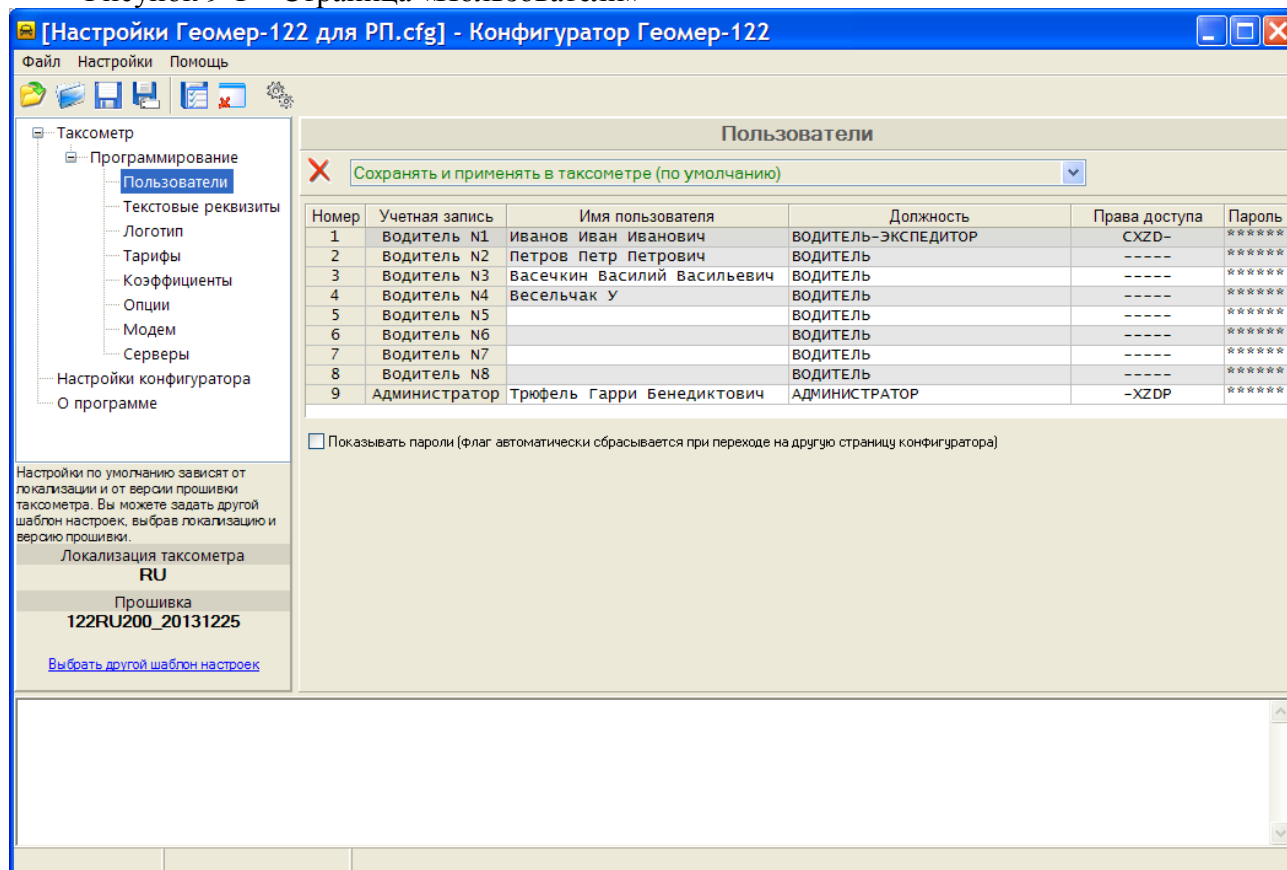 Рисунок 9-1 – Страница «Пользователи»
[Настройки Геомер-122 для РП.cfg] - Конфигуратор Геомер-122
Файл Настройки Помощь
Таксометр
Программирование
Пользователи
Текстовые реквизиты
Логотип
Тарифы
Коэффициенты
Опции
Модем
Серверы
Настройки конфигуратора
О программе
Настройки по умолчанию зависят от
локализации и от версии прошивки
таксометра. Вы можете задать другой
шаблон настроек, выбрав локализацию и
версию прошивки.
Локализация таксометра
RU
Прошивка
122RU200_20131225
Выбрать другой шаблон настроек
Пользователи
Сохранять и применять в таксометре (по умолчанию)
Номер Учетная запись Имя пользователя Должность Права доступа Пароль
1 Водитель N1 Иванов Иван Иванович ВОДИТЕЛЬ-ЭКСПЕДИТОР CXZD- ******
2 Водитель N2 Петров Петр Петрович ВОДИТЕЛЬ ----- ******
3 Водитель N3 Васечкин Василий Васильевич ВОДИТЕЛЬ ----- ******
4 Водитель N4 Весельчак У ВОДИТЕЛЬ ----- ******
5 Водитель N5 ВОДИТЕЛЬ ----- ******
6 Водитель N6 ВОДИТЕЛЬ ----- ******
7 Водитель N7 ВОДИТЕЛЬ ----- ******
8 Водитель N8 ВОДИТЕЛЬ ----- ******
9 Администратор Трюфель Гарри Бенедиктович АДМИНИСТРАТОР -XZDP ******
Показывать пароли (флаг автоматически сбрасывается при переходе на другую страницу конфигуратора)